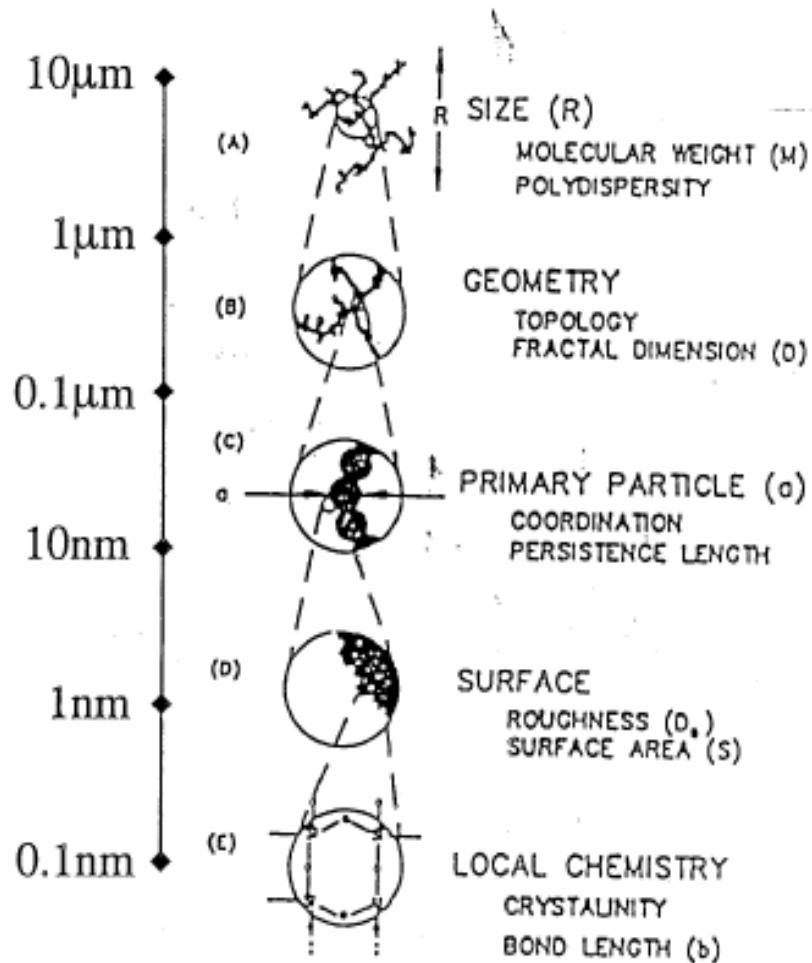 10μm
(A)
R
SIZE (R)
MOLECULAR WEIGHT (M)
POLYDISPERSITY
1μm
(B)
GEOMETRY
TOPOLOGY
FRACTAL DIMENSION (D)
0.1μm
(C)
a
PRIMARY PARTICLE (a)
COORDINATION
PERSISTENCE LENGTH
10nm
(D)
SURFACE
ROUGHNESS (Dₛ)
SURFACE AREA (S)
1nm
(E)
LOCAL CHEMISTRY
CRYSTALINITY
BOND LENGTH (b)
0.1nm